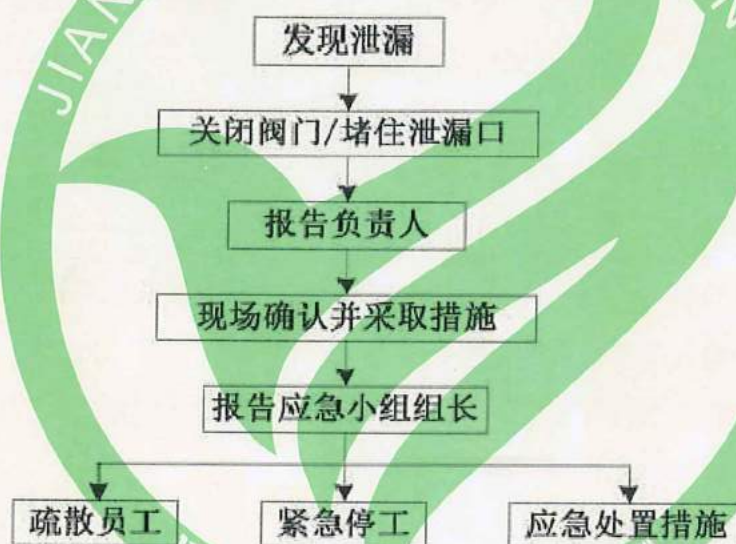 JIAN
发现泄漏
关闭阀门/堵住泄漏口
报告负责人
现场确认并采取措施
报告应急小组组长
疏散员工 紧急停工 应急处置措施